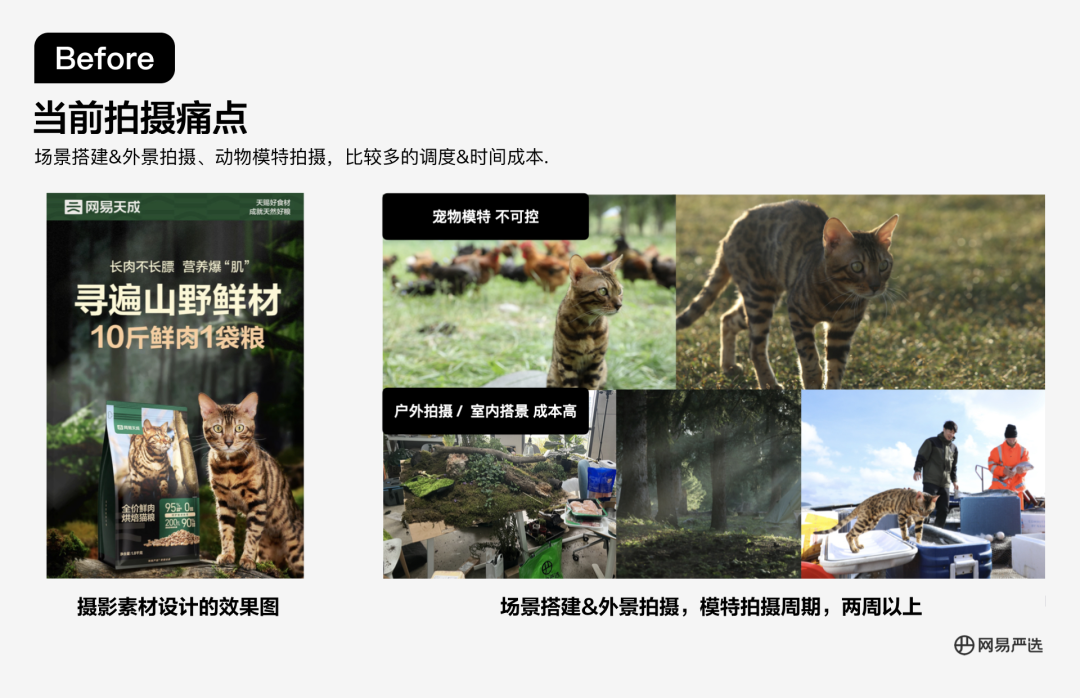 Before
当前拍摄痛点
场景搭建&外景拍摄、动物模特拍摄，比较多的调度&时间成本.
网易天成
天赐好食材
成就天然好粮
长肉不长膘 营养爆“肌”
寻遍山野鲜材
10斤鲜肉1袋粮
网易天成
全价鲜肉
烘焙猫粮
摄影素材设计的效果图
宠物模特 不可控
户外拍摄 / 室内搭景 成本高
场景搭建&外景拍摄，模特拍摄周期，两周以上
网易严选